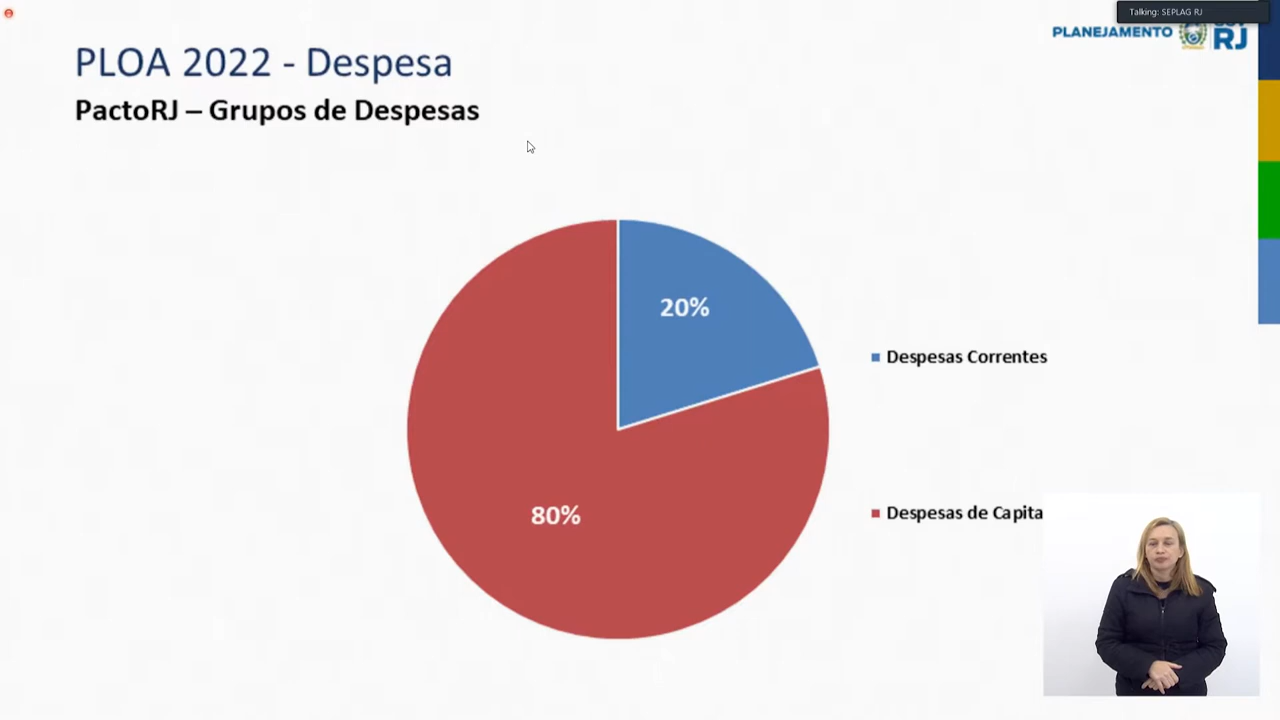 Talking: SEPLAG RJ
PLANEJAMENTO
RJ
PLOA 2022 - Despesa
PactoRJ – Grupos de Despesas
20%
Despesas Correntes
80%
Despesas de Capita